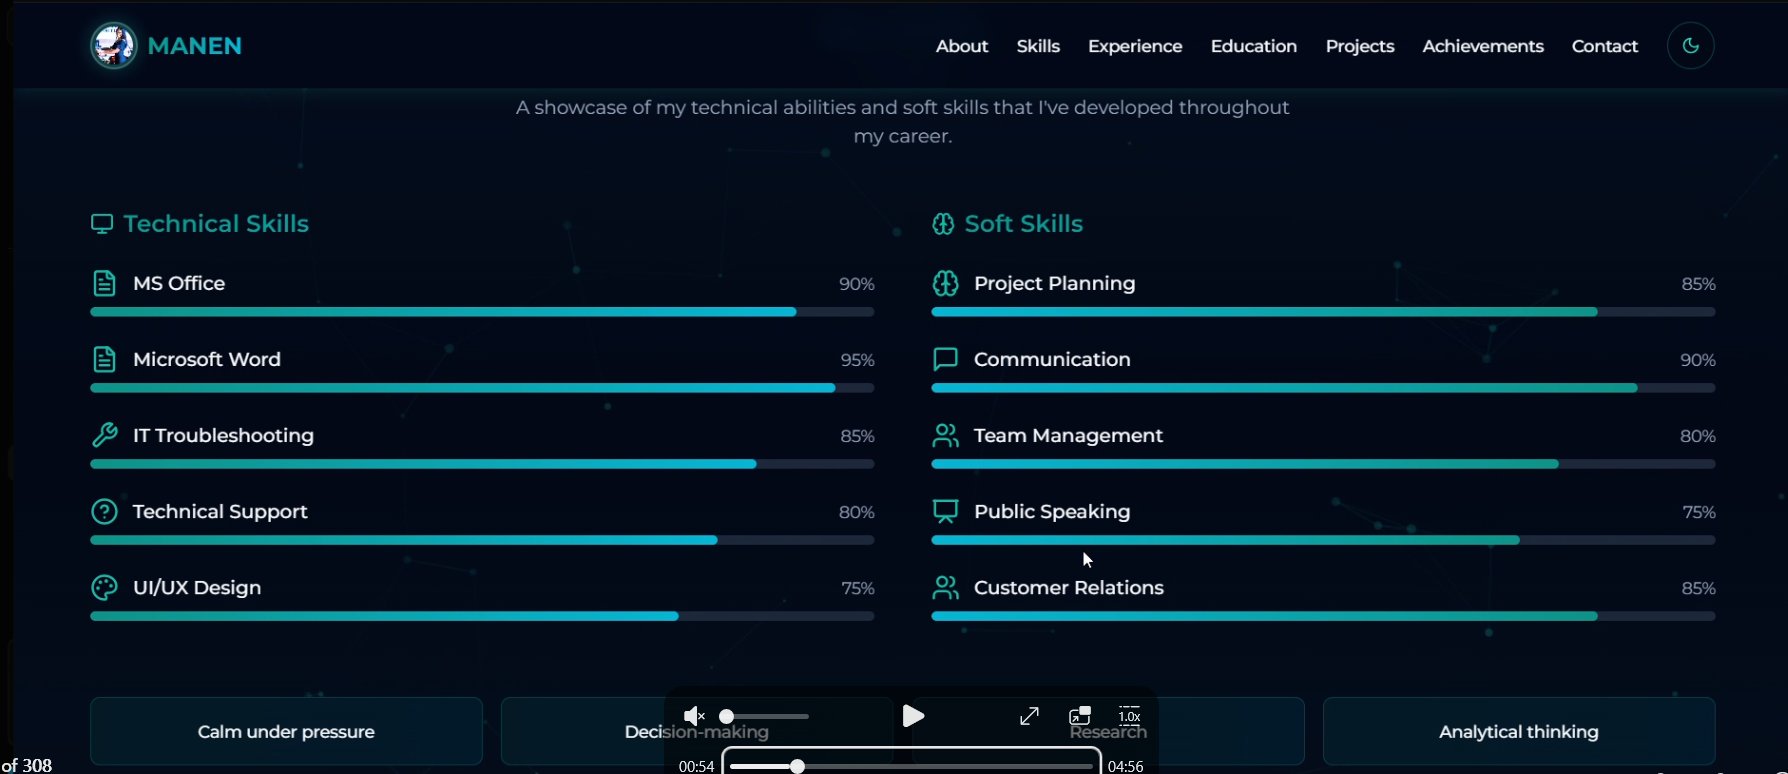 MANEN
About Skills Experience Education Projects Achievements Contact
A showcase of my technical abilities and soft skills that I've developed throughout
my career.
Technical Skills
MS Office 90%
Microsoft Word 95%
IT Troubleshooting 85%
Technical Support 80%
UI/UX Design 75%
Soft Skills
Project Planning 85%
Communication 90%
Team Management 80%
Public Speaking 75%
Customer Relations 85%
Calm under pressure
Decision-making
Research
Analytical thinking
1.0x
00:54
04:56
of 308